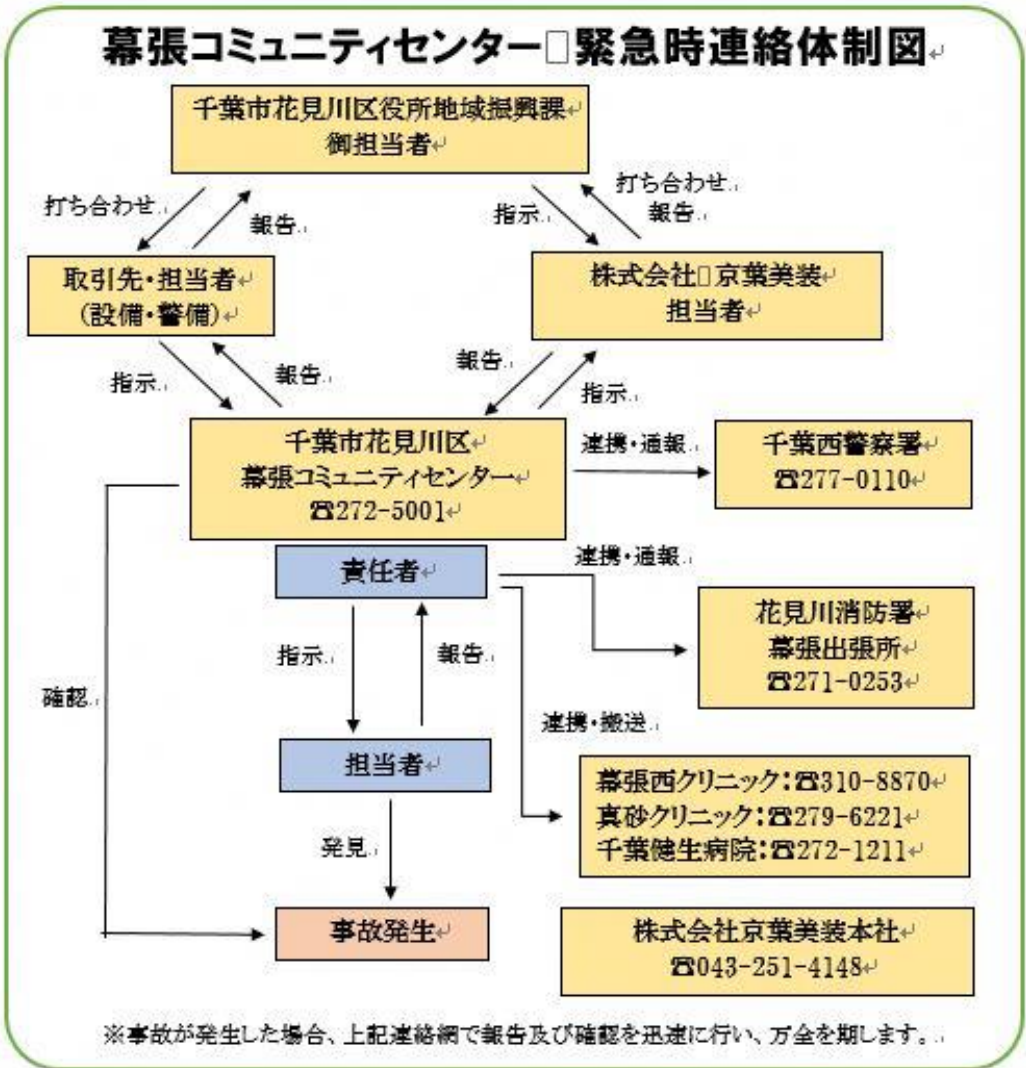 幕張コミュニティセンター□緊急時連絡体制図
千葉市花見川区役所地域振興課
御担当者
打ち合わせ
報告
指示
打ち合わせ
報告
取引先・担当者
(設備・警備)
株式会社□京葉美装
担当者
指示
報告
報告
指示
千葉市花見川区
幕張コミュニティセンター
☎272-5001
連携・通報
千葉西警察署
☎277-0110
責任者
連携・通報
花見川消防署
幕張出張所
☎271-0253
指示
報告
確認
連携・搬送
担当者
幕張西クリニック:☎310-8870
真砂クリニック:☎279-6221
千葉健生病院:☎272-1211
発見
事故発生
株式会社京葉美装本社
☎043-251-4148
※事故が発生した場合、上記連絡網で報告及び確認を迅速に行い、万全を期します。